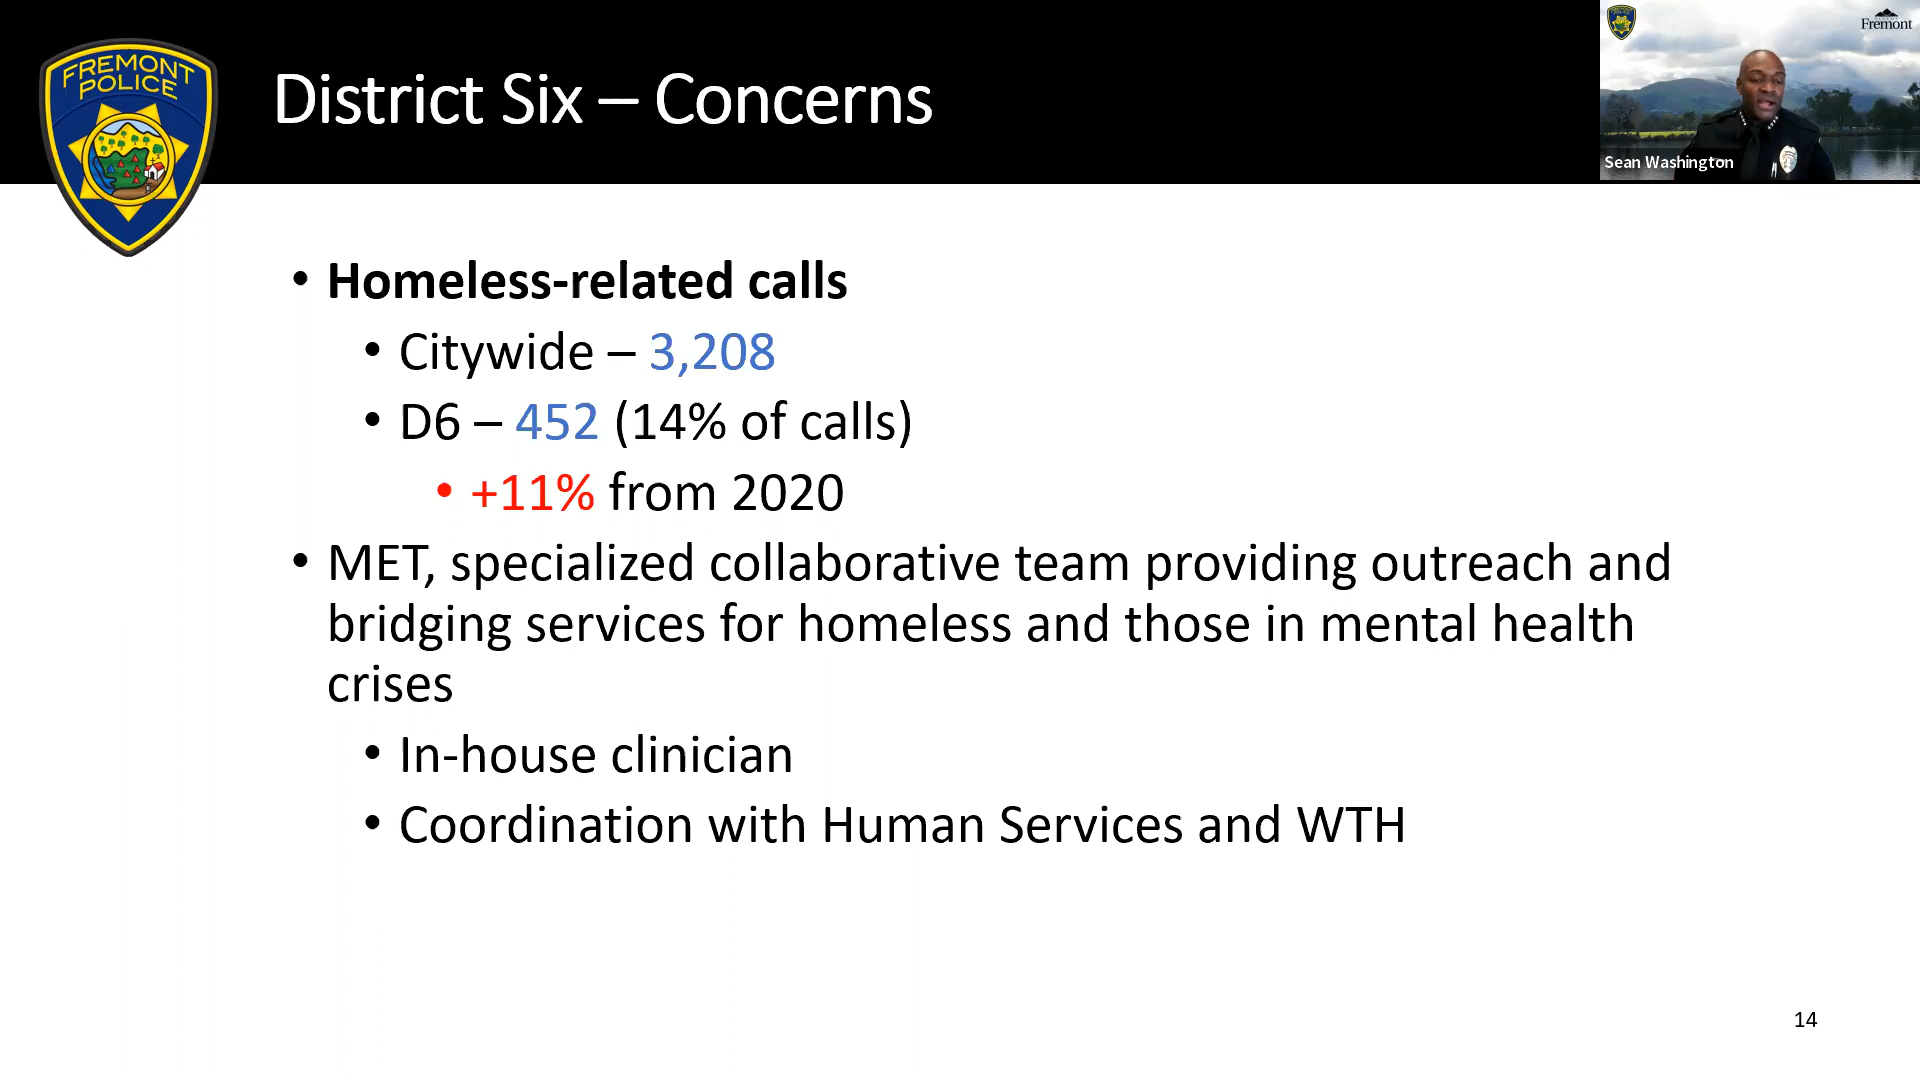 FREMONT
POLICE
District Six – Concerns
Fremont
Sean Washington
• Homeless-related calls
• Citywide – 3,208
• D6 – 452 (14% of calls)
• +11% from 2020
• MET, specialized collaborative team providing outreach and
bridging services for homeless and those in mental health
crises
• In-house clinician
• Coordination with Human Services and WTH
14